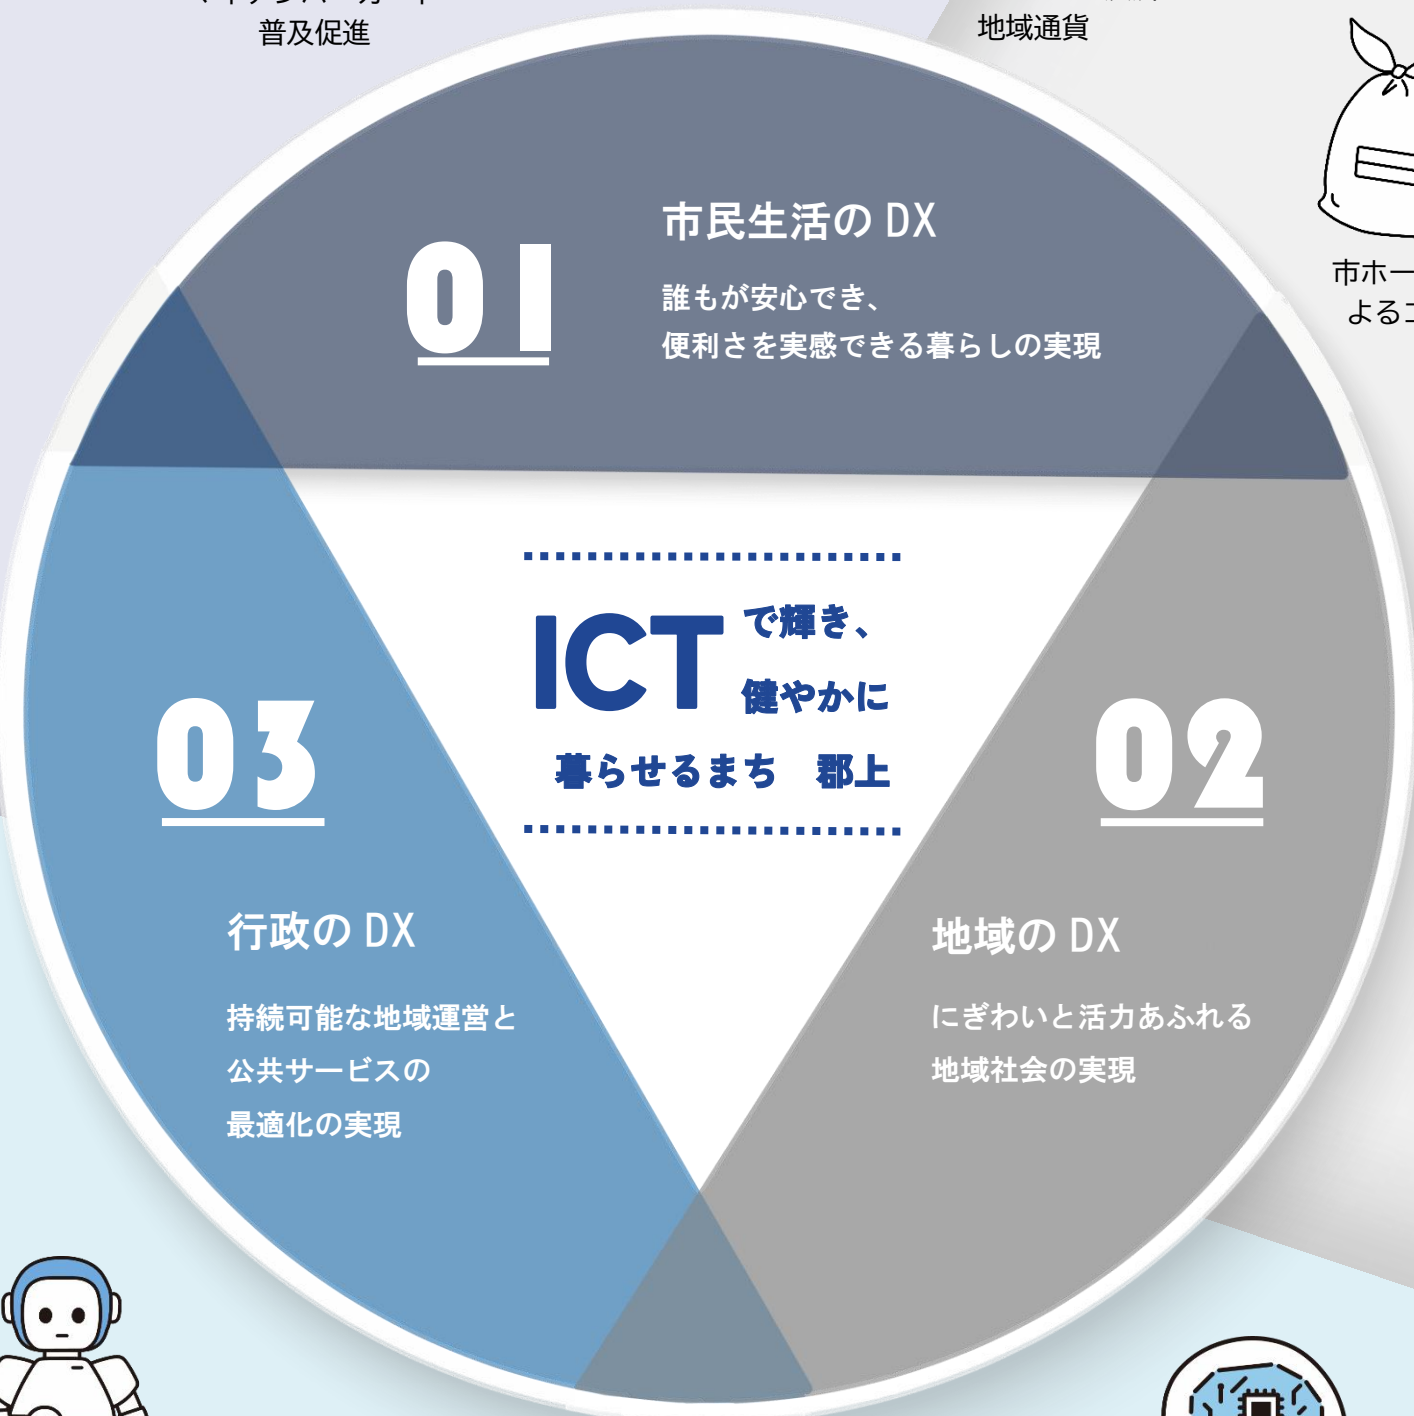 普及促進
地域通貨
市ホー
よる
01
市民生活の DX
誰もが安心でき、
便利さを実感できる暮らしの実現
ICT で輝き、
健やかに
暮らせるまち 郡上
03
行政の DX
持続可能な地域運営と
公共サービスの
最適化の実現
02
地域の DX
にぎわいと活力あふれる
地域社会の実現